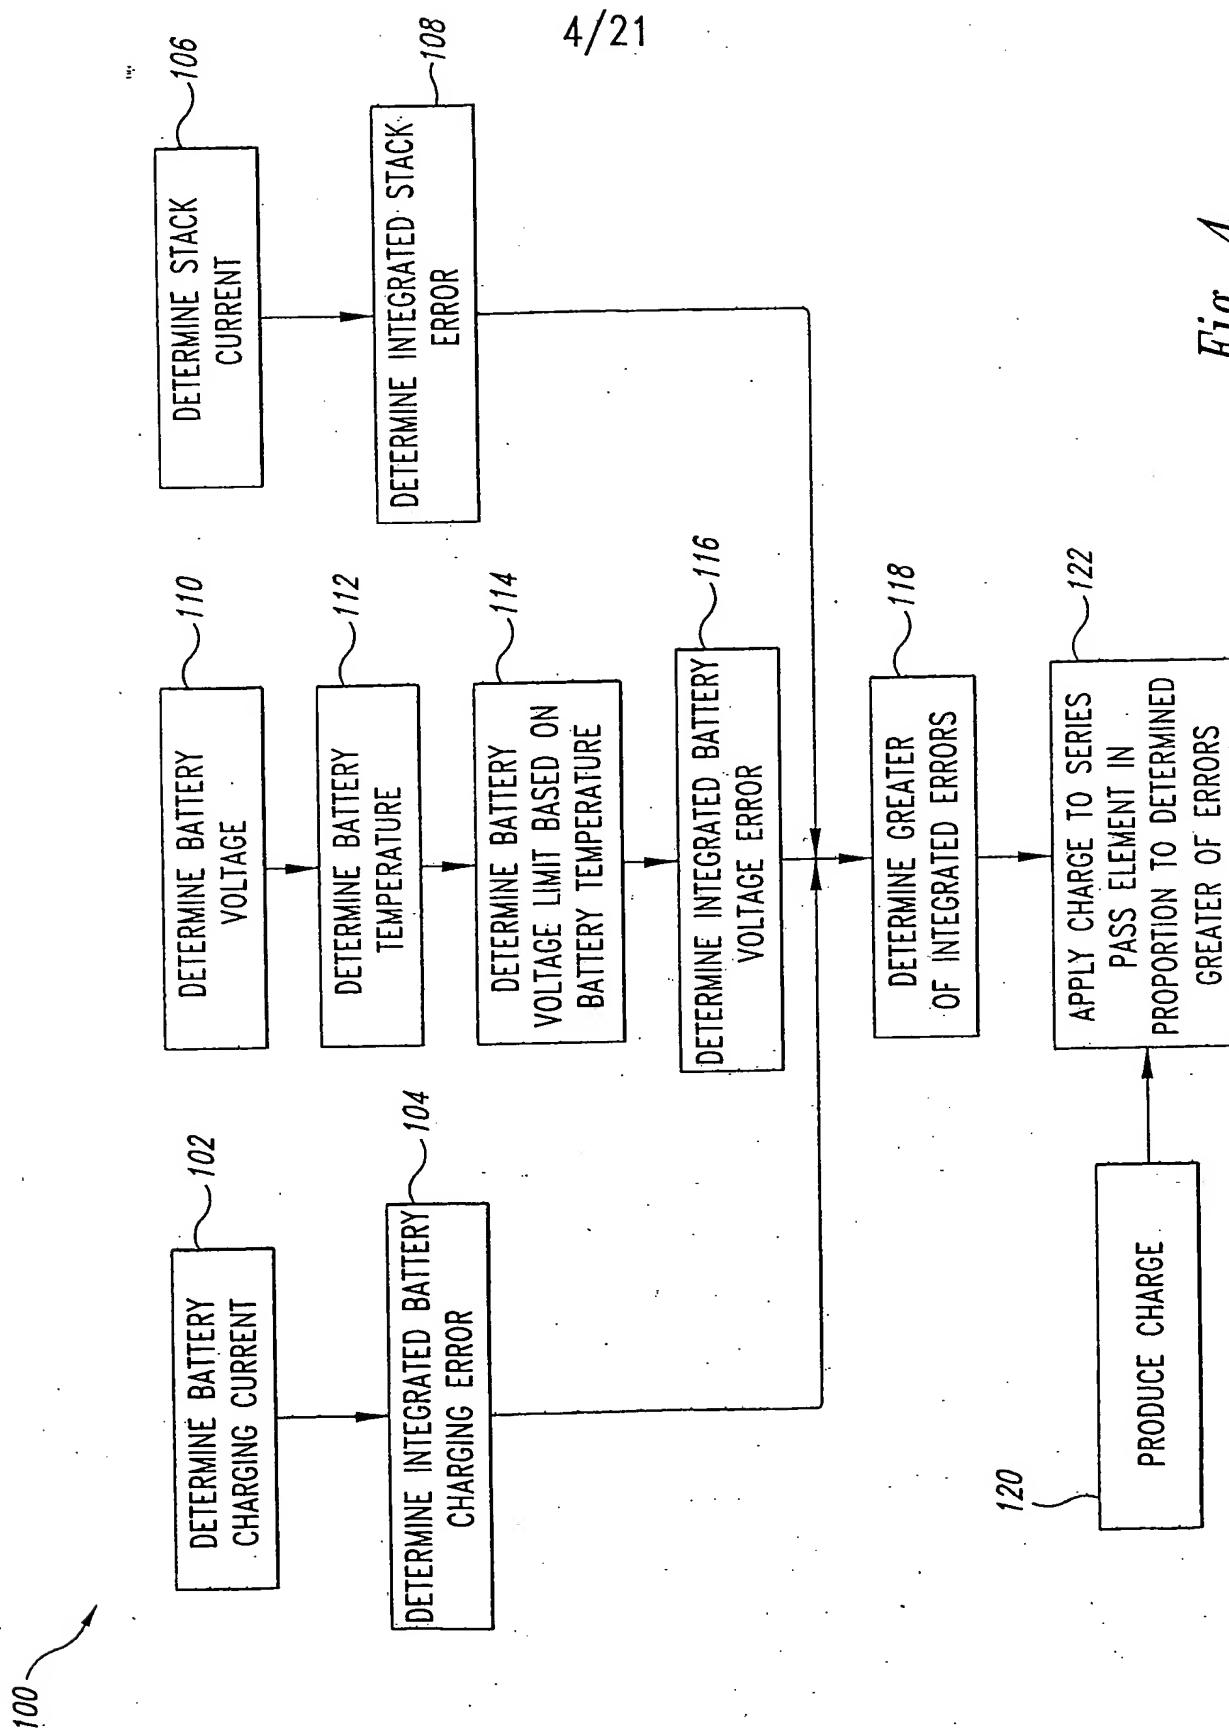 4/21
100
DETERMINE BATTERY
CHARGING CURRENT
102
DETERMINE INTEGRATED BATTERY
CHARGING ERROR
104
DETERMINE BATTERY
VOLTAGE
110
DETERMINE BATTERY
TEMPERATURE
112
DETERMINE BATTERY
VOLTAGE LIMIT BASED ON
BATTERY TEMPERATURE
114
DETERMINE INTEGRATED BATTERY
VOLTAGE ERROR
116
DETERMINE STACK
CURRENT
106
DETERMINE INTEGRATED STACK
ERROR
108
DETERMINE GREATER
OF INTEGRATED ERRORS
118
120
PRODUCE CHARGE
APPLY CHARGE TO SERIES
PASS ELEMENT IN
PROPORTION TO DETERMINED
GREATER OF ERRORS
122
Fig. 4